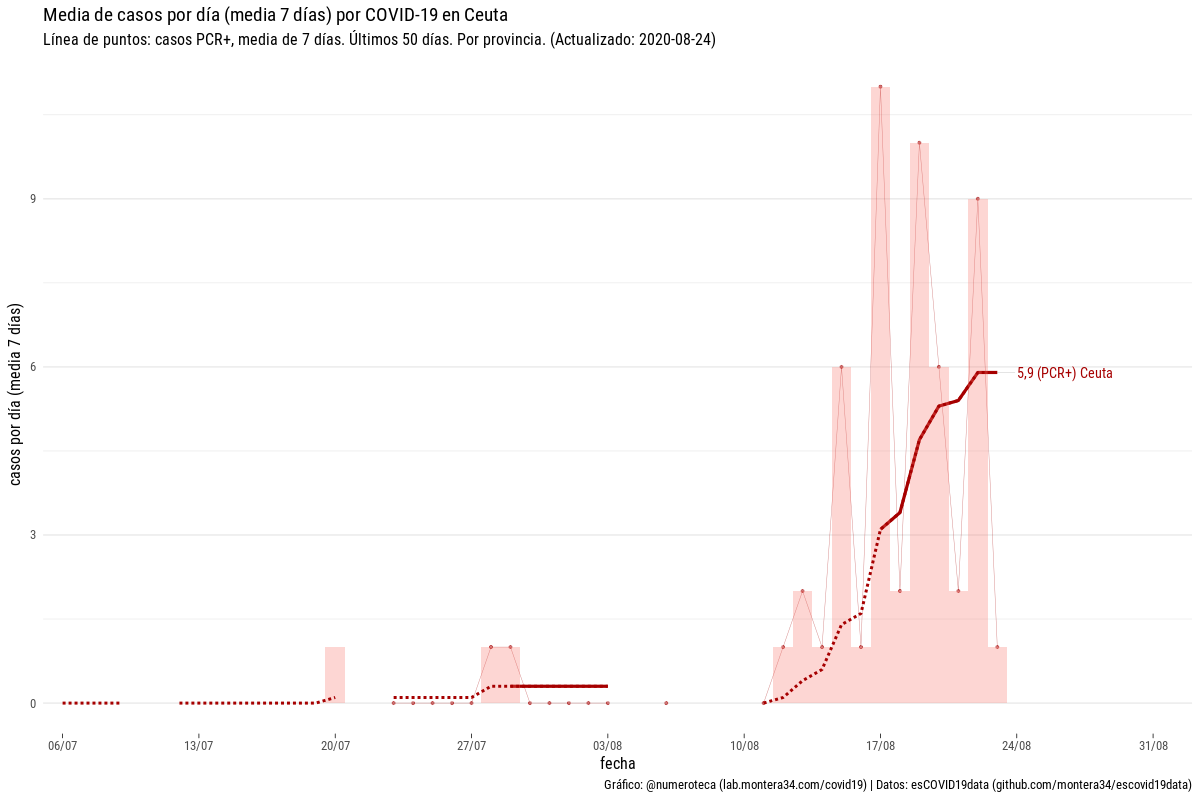 Media de casos por día (media 7 días) por COVID-19 en Ceuta
Línea de puntos: casos PCR+, media de 7 días. Últimos 50 días. Por provincia. (Actualizado: 2020-08-24)
casos por día (media 7 días)
9
6
3
0
5,9 (PCR+) Ceuta
06/07 13/07 20/07 27/07 03/08 10/08 17/08 24/08 31/08
fecha
Gráfico: @numeroteca (lab.montera34.com/covid19) | Datos: esCOVID19data (github.com/montera34/escovid19data)